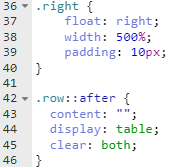 36 .right {
37 float: right;
38 width: 500%;
39 padding: 10px;
40 }
41
42 .row::after {
43 content: "";
44 display: table;
45 clear: both;
46 }